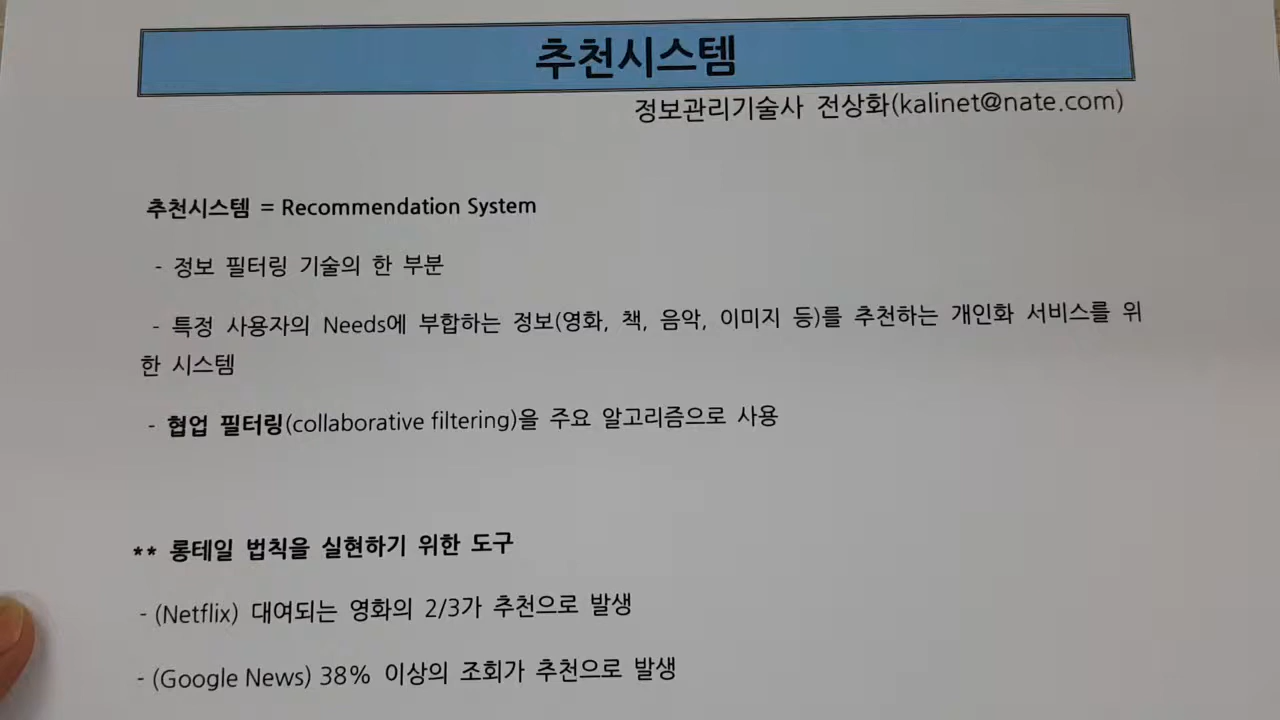 추천시스템
정보관리기술사 전상화(kalinet@nate.com)
추천시스템 = Recommendation System
- 정보 필터링 기술의 한 부분
- 특정 사용자의 Needs에 부합하는 정보(영화, 책, 음악, 이미지 등)를 추천하는 개인화 서비스를 위
한 시스템
- 협업 필터링(collaborative filtering)을 주요 알고리즘으로 사용
** 롱테일 법칙을 실현하기 위한 도구
- (Netflix) 대여되는 영화의 2/3가 추천으로 발생
- (Google News) 38% 이상의 조회가 추천으로 발생